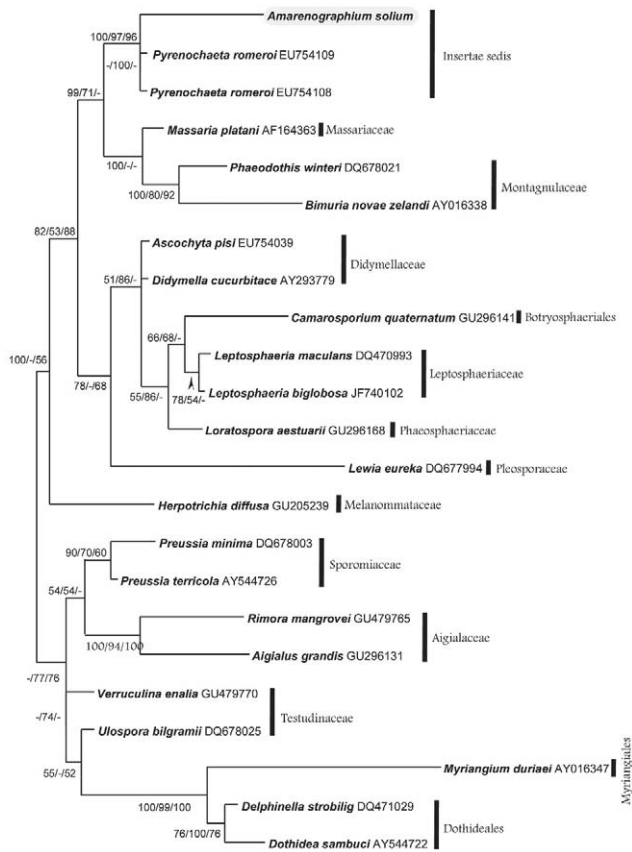 Amarenographium solium
100/97/96
Pyrenochaeta romeroi EU754109
Insertae sedis
-/100/-
Pyrenochaeta romeroi EU754108
99/71/-
Massaria platani AF164363 Massariaceae
100/-/-
Phaeodothis winteri DQ678021
Montagnulaceae
100/80/92
Bimuria novae zelandi AY016338
82/53/88
Ascochyta pisi EU754039
Didymellaceae
51/86/-
Didymella cucurbitace AY293779
Camarosporium quaternatum GU296141 Botryosphaeriales
66/68/-
Leptosphaeria maculans DQ470993
100/-/56
Leptosphaeriaceae
78/-/68
Leptosphaeria biglobosa JF740102
78/54/-
55/86/-
Loratospora aestuarii GU296168 Phaeosphaeriaceae
Lewia eureka DQ677994 Pleosporaceae
Herpotrichia diffusa GU205239 Melanommataceae
Preussia minima DQ678003
90/70/60
Sporomiaceae
Preussia terricola AY544726
54/54/-
Rimora mangrovei GU479765
Aigialaceae
100/94/100
Aigialus grandis GU296131
-/77/76
Verruculina enalia GU479770
Testudinaceae
-/74/-
Ulospora bilgramii DQ678025
55/-/52
Myriangium duriaei AY016347
Myriangiales
100/99/100
Delphinella strobilig DQ471029
Dothideales
76/100/76
Dothidea sambuci AY544722